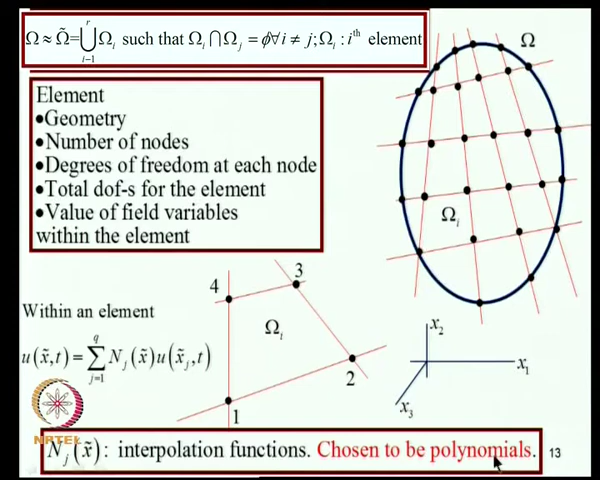 Ω ≈ Ω̃ = ⋃_{i=1}^{r} Ω_i such that Ω_i ⋂ Ω_j = ϕ∀i ≠ j; Ω_i : i^th element
Element
•Geometry
•Number of nodes
•Degrees of freedom at each node
•Total dof-s for the element
•Value of field variables
within the element
Ω
Ω_i
Within an element
u(x̃,t) = ∑_{j=1}^{q} N_j(x̃)u(x̃_j,t)
4
3
Ω_i
2
1
x_2
x_1
x_3
NPTEL
N_j(x̃): interpolation functions. Chosen to be polynomials.
13